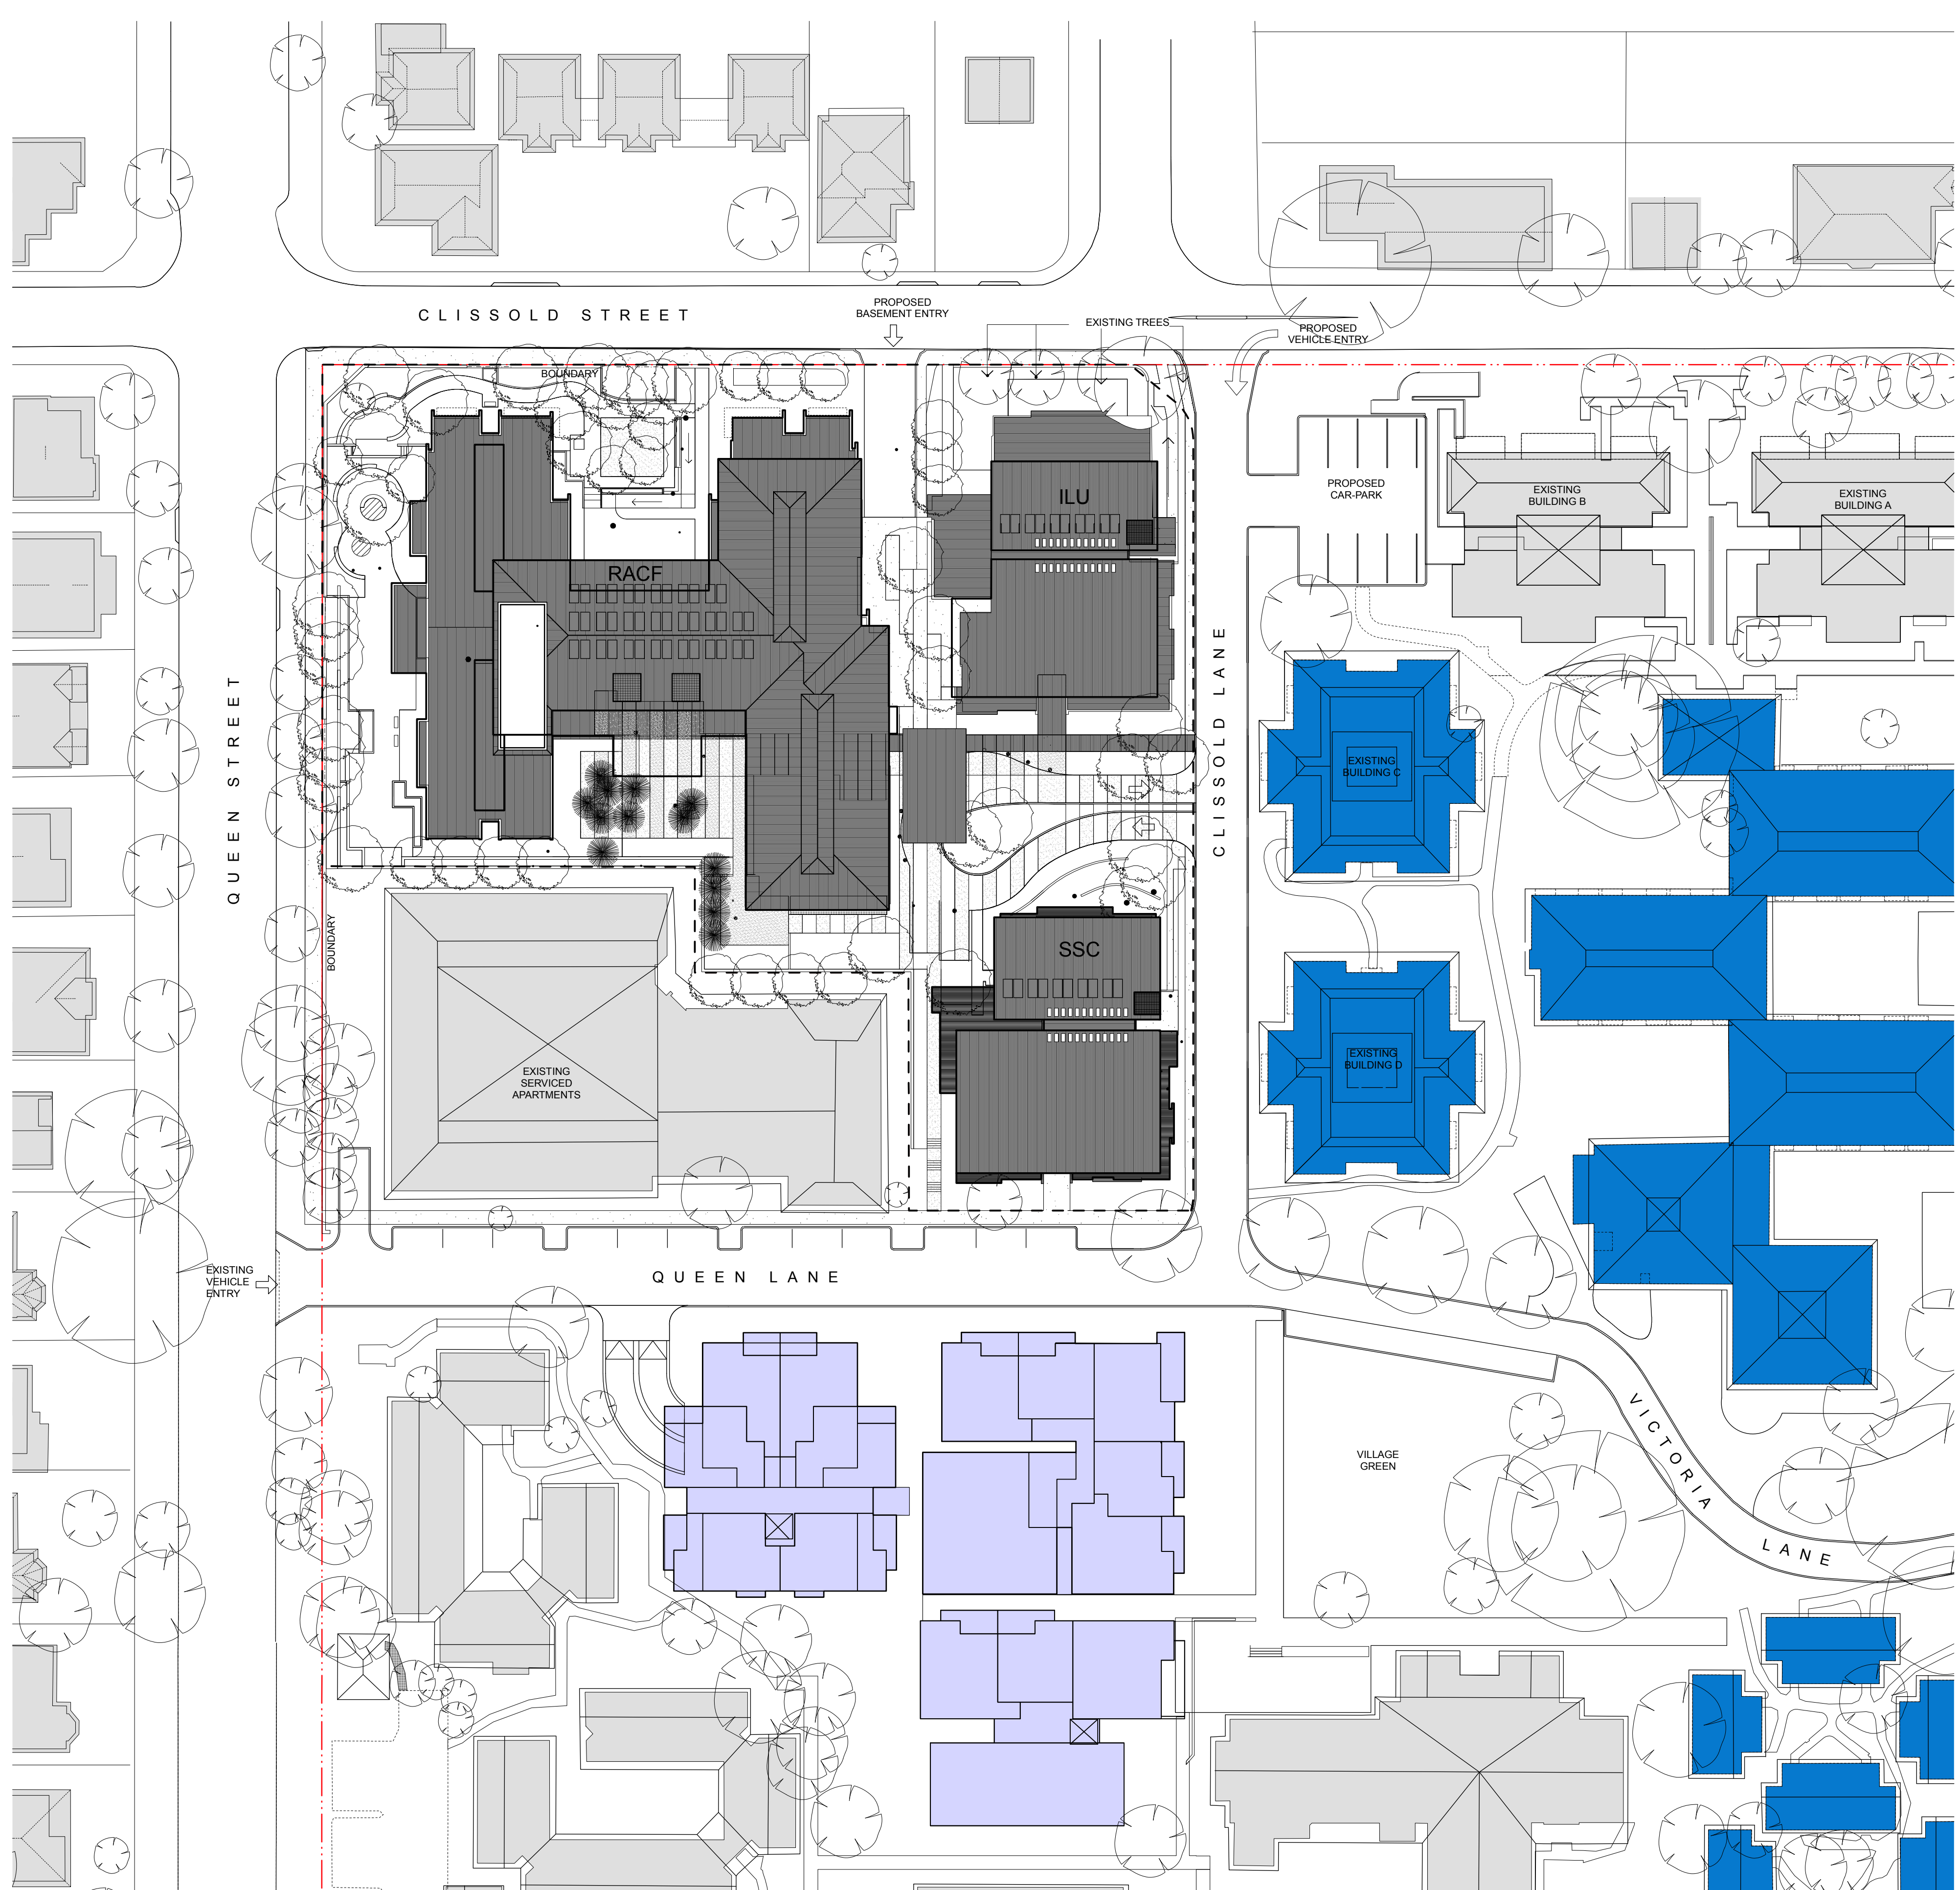 CLISSOLD STREET
PROPOSED
BASEMENT ENTRY
EXISTING TREES
PROPOSED
VEHICLE ENTRY
BOUNDARY
ILU
RACF
PROPOSED
CAR-PARK
EXISTING
BUILDING B
EXISTING
BUILDING A
QUEEN STREET
CLISSOLD LANE
EXISTING
BUILDING C
BOUNDARY
SSC
EXISTING
SERVICED
APARTMENTS
EXISTING
BUILDING D
EXISTING
VEHICLE
ENTRY
QUEEN LANE
VILLAGE
GREEN
VICTORIA LANE